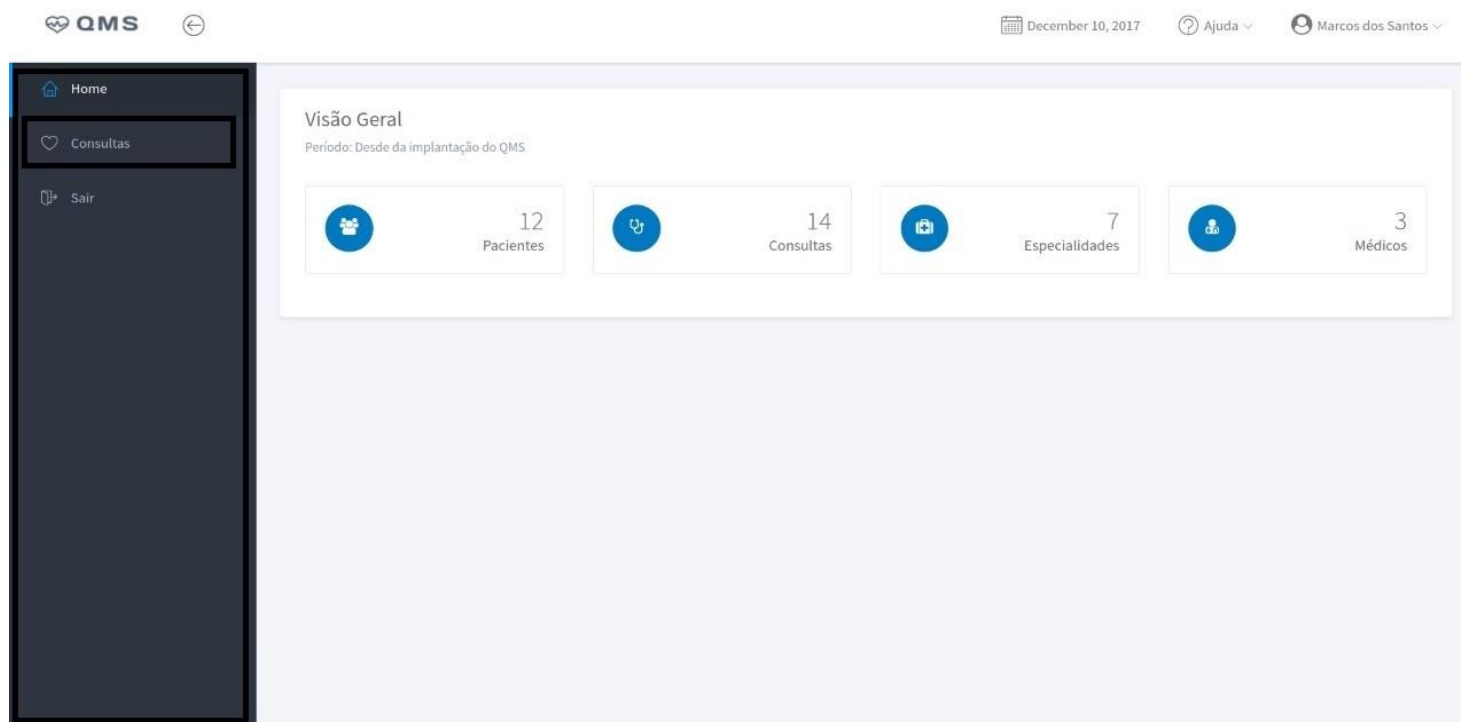 QMS
December 10, 2017
Ajuda
Marcos dos Santos
Home
Consultas
Sair
Visão Geral
Período: Desde da implantação do QMS
12
Pacientes
14
Consultas
7
Especialidades
3
Médicos